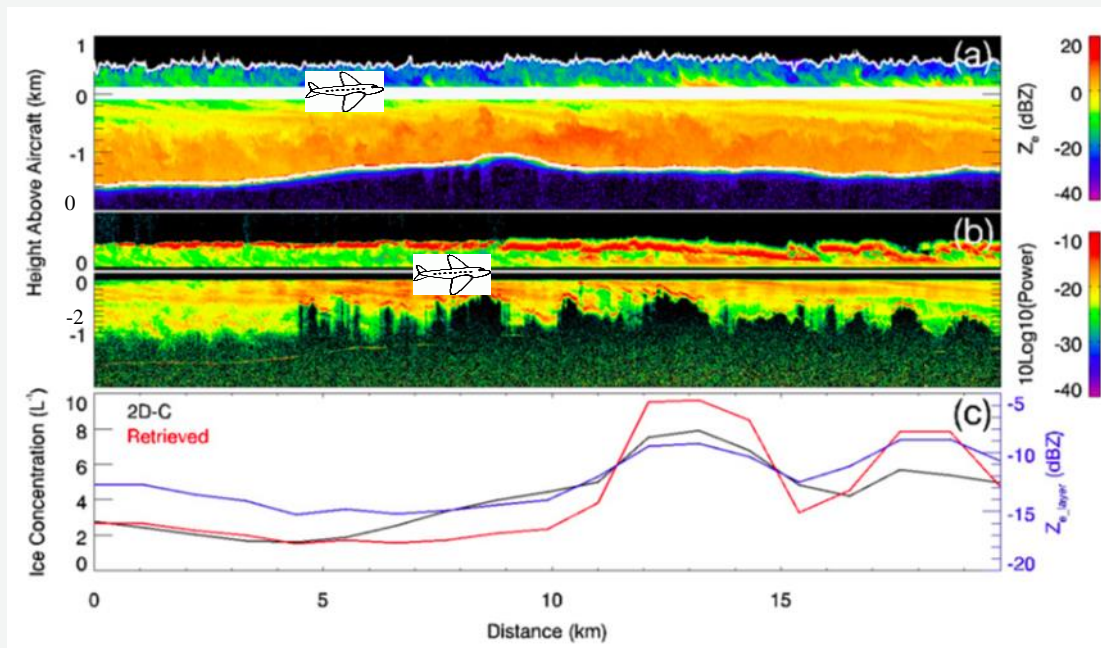 (a)
1
0
-1
0
Height Above Aircraft (km)
20
0
-20
-40
Zₑ (dBZ)
(b)
0
0
-2
-1
-10
-20
-30
-40
10Log10(Power)
(c)
2D-C
Retrieved
10
8
6
4
2
0
Ice Concentration (L⁻¹)
-5
-10
-15
-20
Z_e_layer (dBZ)
0 5 10 15
Distance (km)